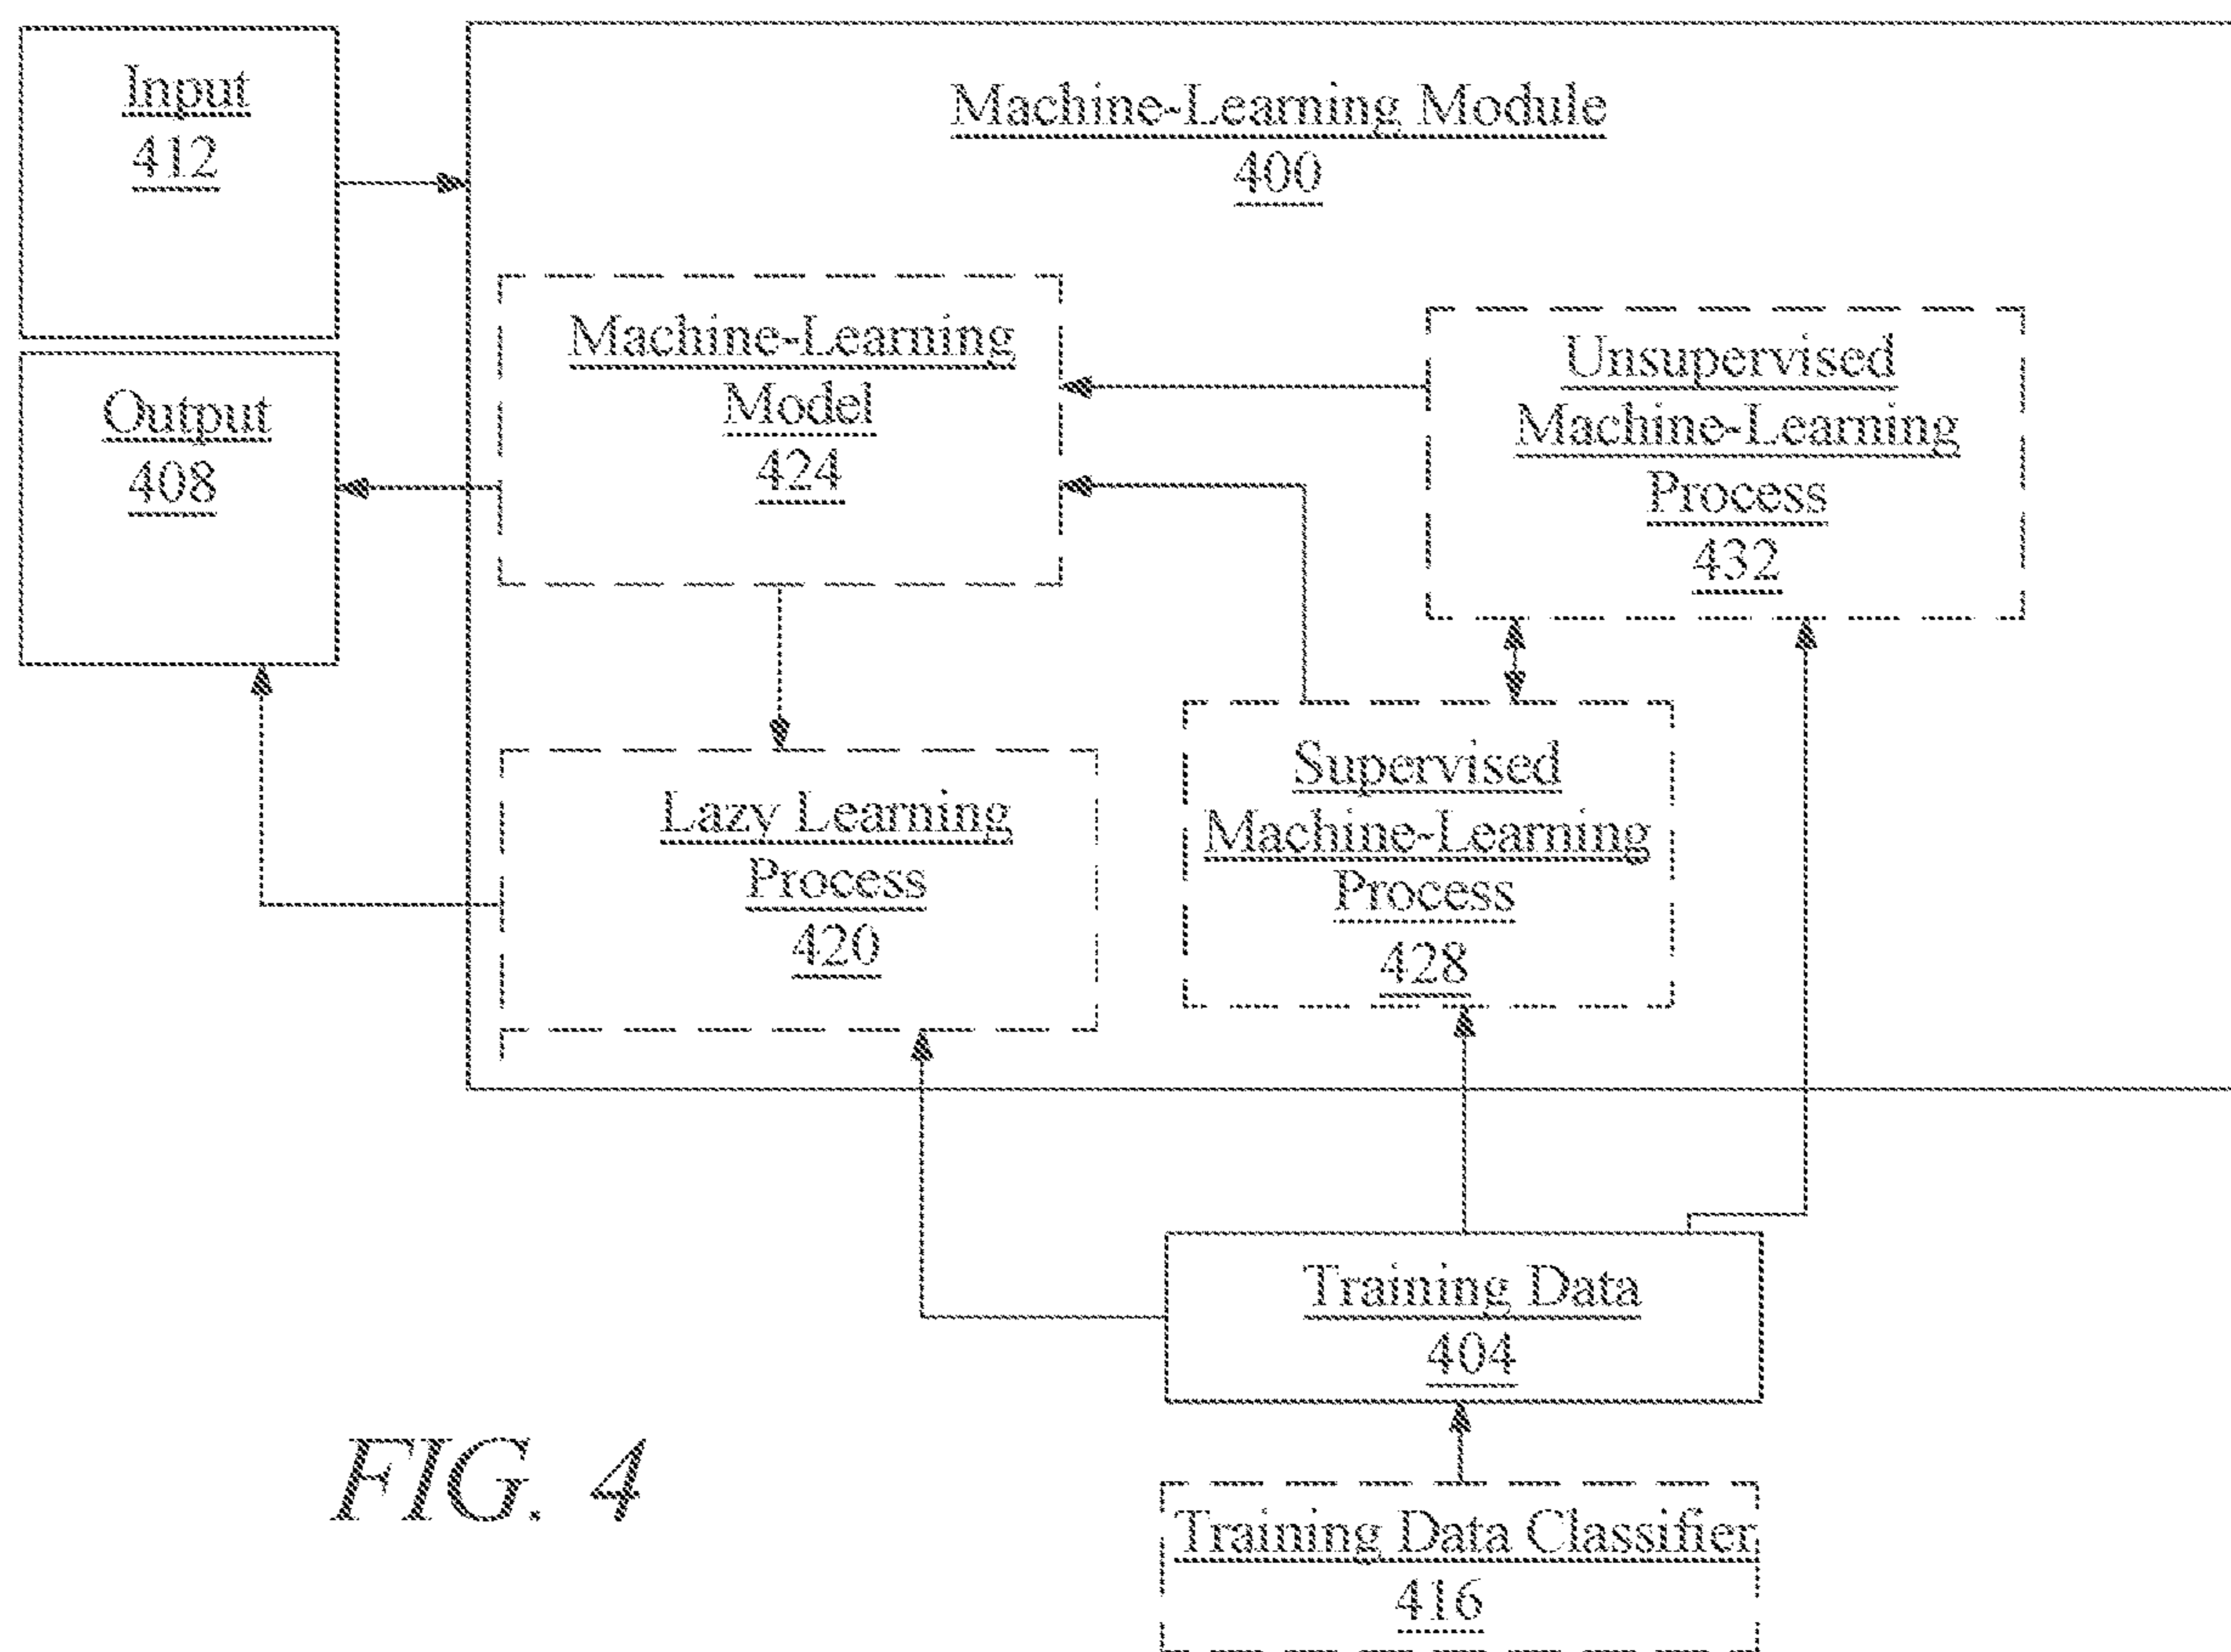 Input
412
Machine-Learning Module
400
Output
408
Machine-Learning
Model
424
Unsupervised
Machine-Learning
Process
432
Lazy Learning
Process
420
Supervised
Machine-Learning
Process
428
Training Data
404
Training Data Classifier
416
FIG. 4